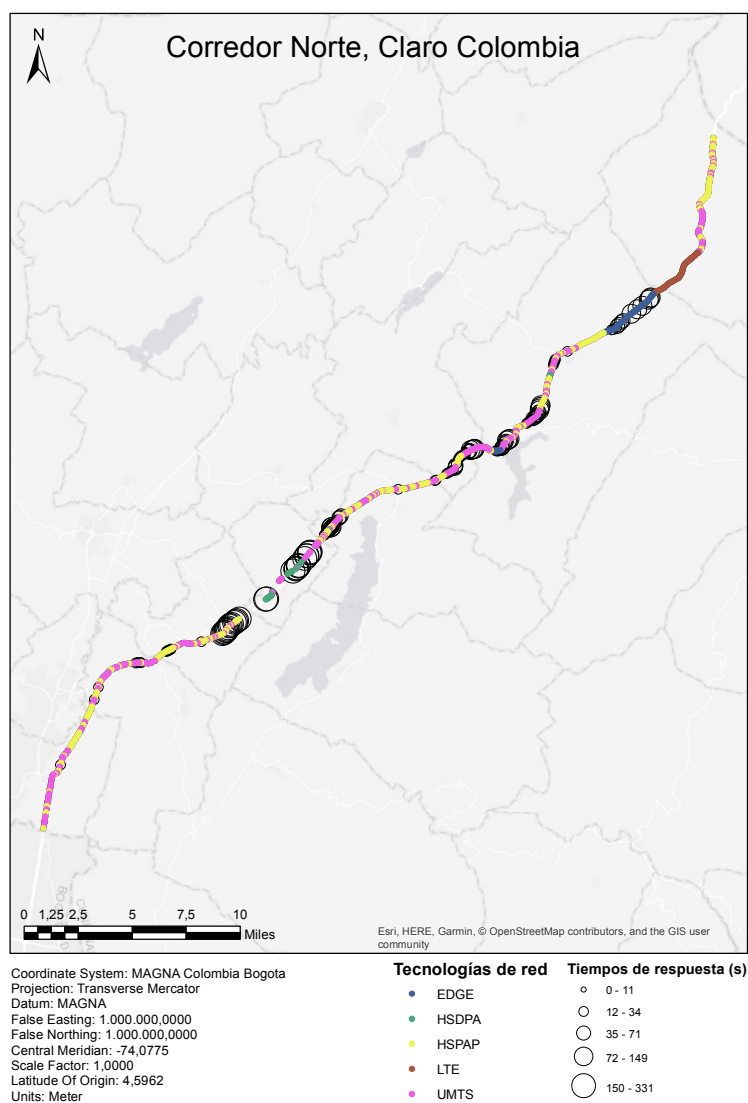 N
Corredor Norte, Claro Colombia
0 1,25 2,5 5 7,5 10
Miles
Esri, HERE, Garmin, © OpenStreetMap contributors, and the GIS user
community
Coordinate System: MAGNA Colombia Bogota
Projection: Transverse Mercator
Datum: MAGNA
False Easting: 1.000.000,0000
False Northing: 1.000.000,0000
Central Meridian: -74,0775
Scale Factor: 1,0000
Latitude Of Origin: 4,5962
Units: Meter
Tecnologías de red
EDGE
HSDPA
HSPAP
LTE
UMTS
Tiempos de respuesta (s)
0 - 11
12 - 34
35 - 71
72 - 149
150 - 331